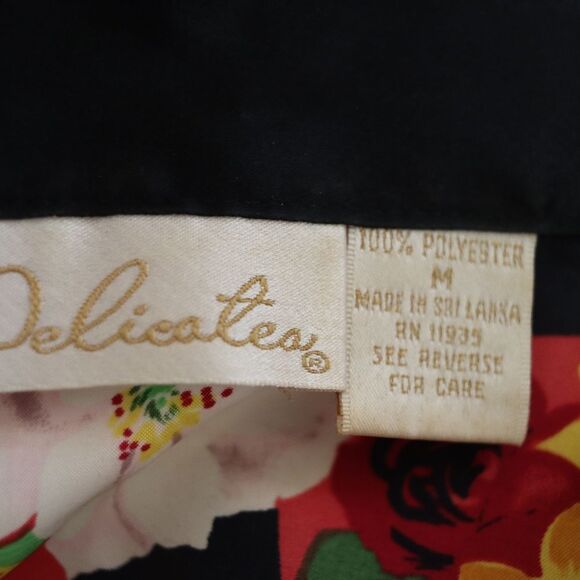 Delicates®
100% POLYESTER
M
MADE IN SRI LANKA
RN 11935
SEE REVERSE
FOR CARE